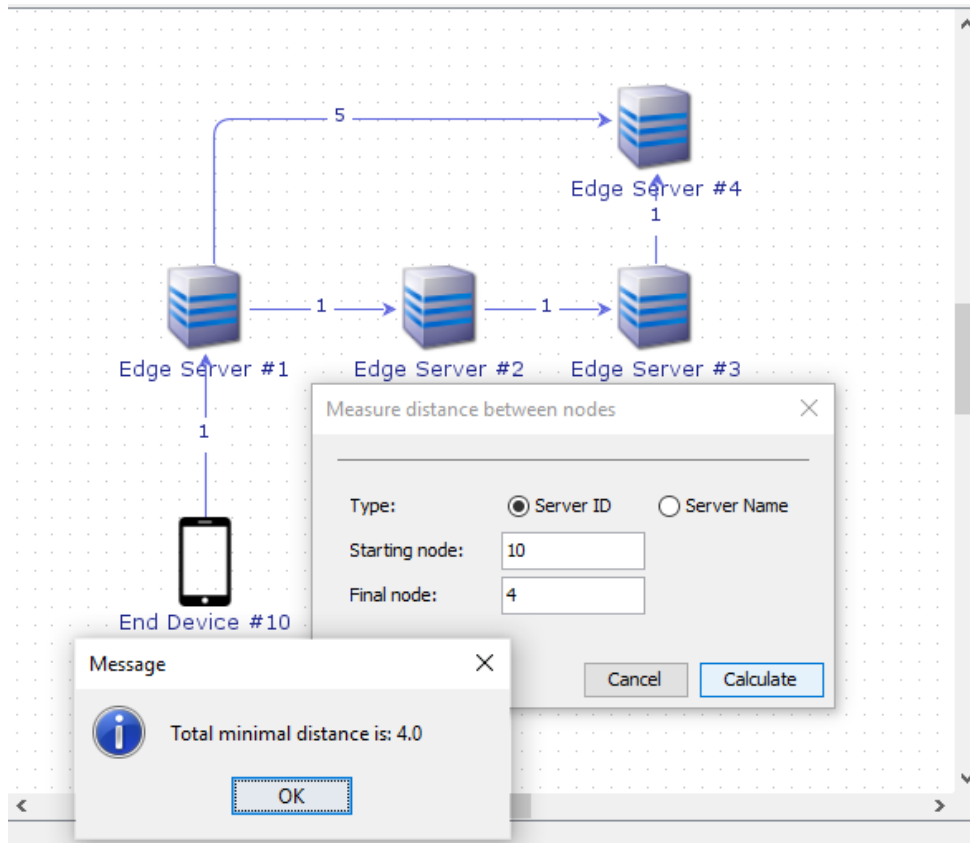 5
Edge Server #4
1
1
1
Edge Server #1
Edge Server #2
Edge Server #3
1
End Device #10
Measure distance between nodes
Type:
Server ID
Server Name
Starting node:
10
Final node:
4
Cancel
Calculate
Message
Total minimal distance is: 4.0
OK